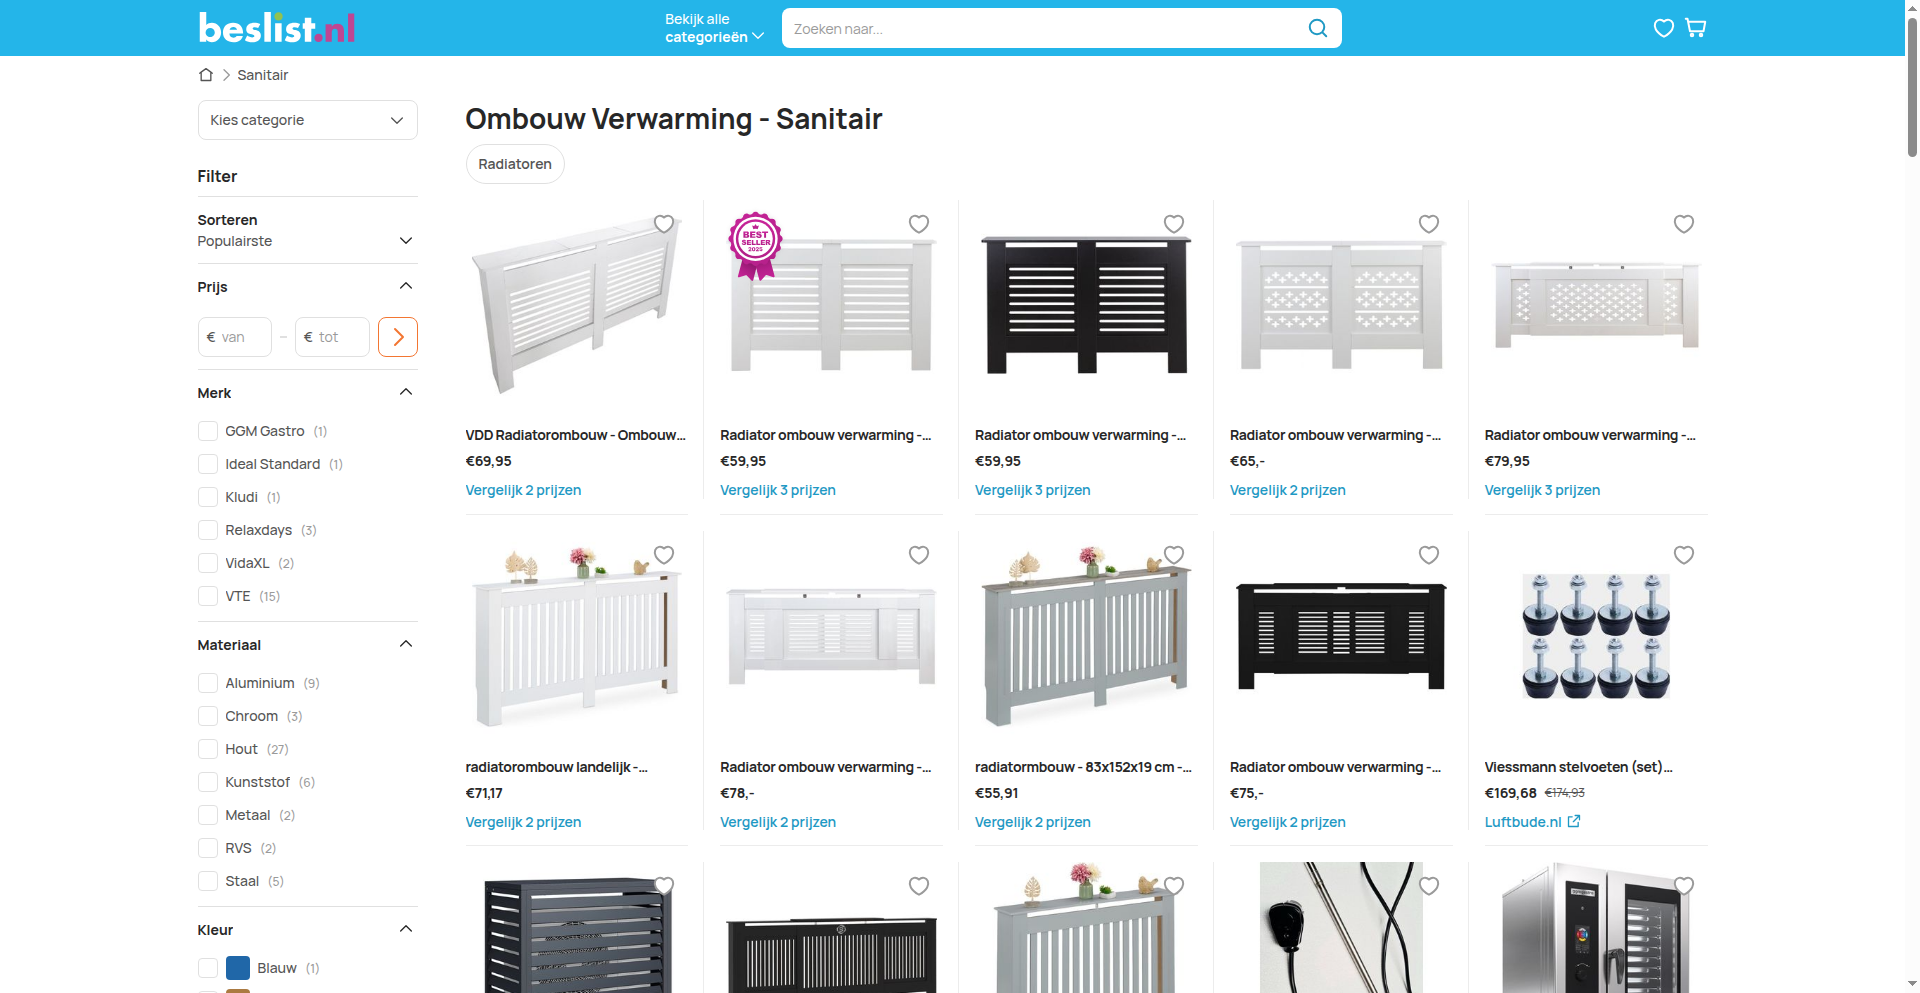 beslist.nl
Bekijk alle
categorieën
Zoeken naar...
Sanitair
Kies categorie
Ombouw Verwarming - Sanitair
Radiatoren
Filter
Sorteren
Populairste
Prijs
€ van
–
€ tot
Merk
GGM Gastro (1)
Ideal Standard (1)
Kludi (1)
Relaxdays (3)
VidaXL (2)
VTE (15)
Materiaal
Aluminium (9)
Chroom (3)
Hout (27)
Kunststof (6)
Metaal (2)
RVS (2)
Staal (5)
Kleur
Blauw (1)
VDD Radiatorombouw - Ombouw...
€69,95
Vergelijk 2 prijzen
BEST
SELLER
2025
Radiator ombouw verwarming -...
€59,95
Vergelijk 3 prijzen
Radiator ombouw verwarming -...
€59,95
Vergelijk 3 prijzen
Radiator ombouw verwarming -...
€65,-
Vergelijk 2 prijzen
Radiator ombouw verwarming -...
€79,95
Vergelijk 3 prijzen
radiatorombouw landelijk -...
€71,17
Vergelijk 2 prijzen
Radiator ombouw verwarming -...
€78,-
Vergelijk 2 prijzen
radiatormbouw - 83x152x19 cm -...
€55,91
Vergelijk 2 prijzen
Radiator ombouw verwarming -...
€75,-
Vergelijk 2 prijzen
Viessmann stelvoeten (set)...
€169,68 €174,93
Luftbude.nl